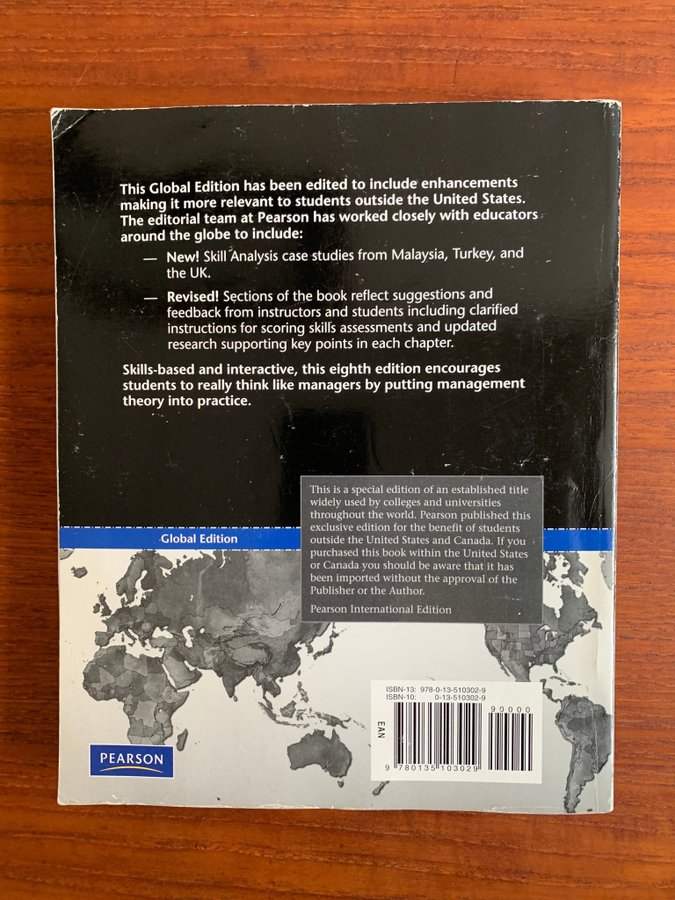 This Global Edition has been edited to include enhancements
making it more relevant to students outside the United States.
The editorial team at Pearson has worked closely with educators
around the globe to include:
— New! Skill Analysis case studies from Malaysia, Turkey, and
the UK.
— Revised! Sections of the book reflect suggestions and
feedback from instructors and students including clarified
instructions for scoring skills assessments and updated
research supporting key points in each chapter.
Skills-based and interactive, this eighth edition encourages
students to really think like managers by putting management
theory into practice.
This is a special edition of an established title
widely used by colleges and universities
throughout the world. Pearson published this
exclusive edition for the benefit of students
outside the United States and Canada. If you
purchased this book within the United States
or Canada you should be aware that it has
been imported without the approval of the
Publisher or the Author.
Pearson International Edition
Global Edition
ISBN-13: 978-0-13-510302-9
ISBN-10: 0-13-510302-9
90000
EAN
9 780135 103029
PEARSON